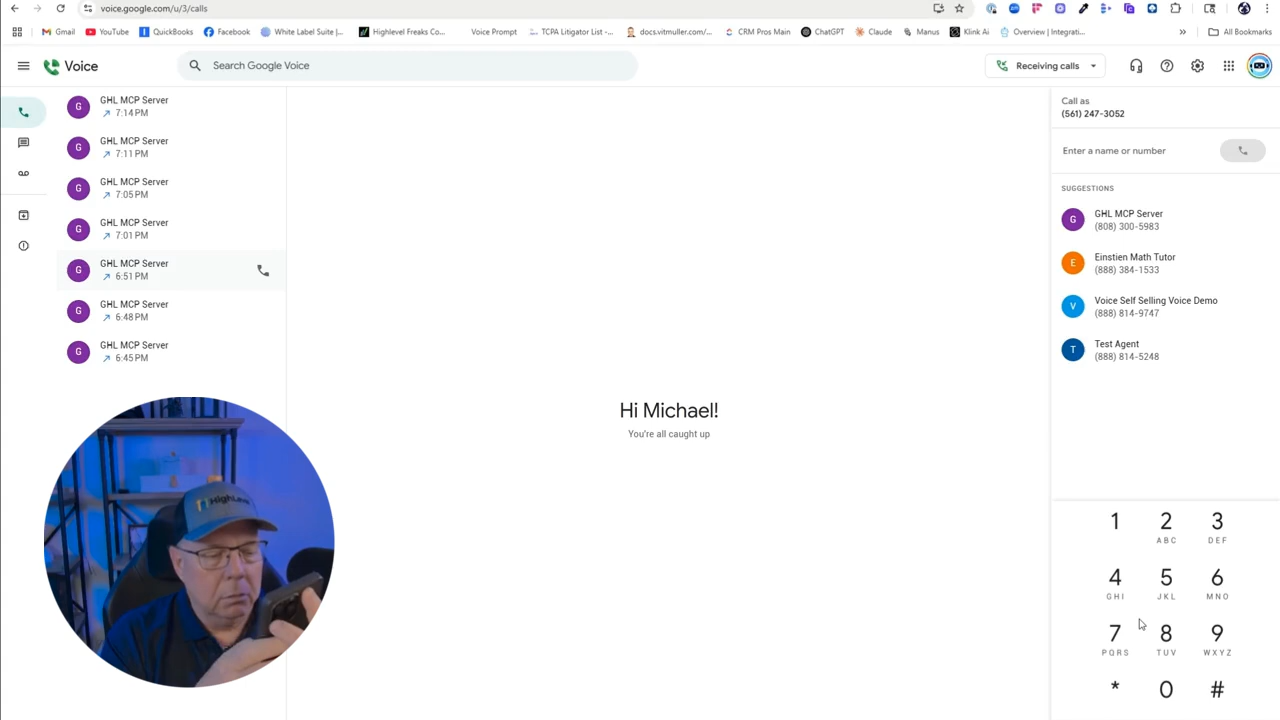 voice.google.com/u/3/calls
Gmail
YouTube
QuickBooks
Facebook
White Label Suite |...
Highlevel Freaks Co...
Voice Prompt
TCPA Litigator List -...
docs.vitmuller.com/...
CRM Pros Main
ChatGPT
Claude
Manus
Klink Ai
Overview | Integrati...
All Bookmarks
Voice
Search Google Voice
Receiving calls
G
GHL MCP Server
7:14 PM
G
GHL MCP Server
7:11 PM
G
GHL MCP Server
7:05 PM
G
GHL MCP Server
7:01 PM
G
GHL MCP Server
6:51 PM
G
GHL MCP Server
6:48 PM
G
GHL MCP Server
6:45 PM
Hi Michael!
You're all caught up
Call as
(561) 247-3052
Enter a name or number
SUGGESTIONS
G
GHL MCP Server
(808) 300-5983
E
Einstien Math Tutor
(888) 384-1533
V
Voice Self Selling Voice Demo
(888) 814-9747
T
Test Agent
(888) 814-5248
1 2 3
ABC DEF
4 5 6
GHI JKL MNO
7 8 9
PQRS TUV WXYZ
* 0 #